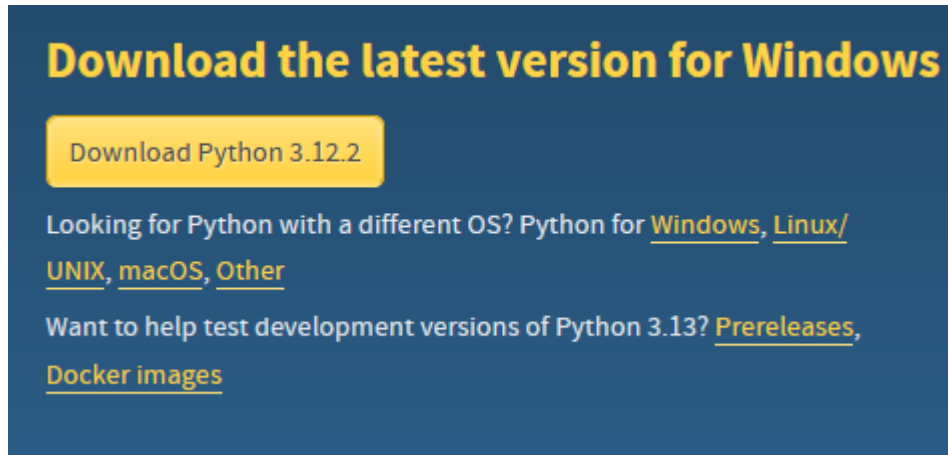 Download the latest version for Windows
Download Python 3.12.2
Looking for Python with a different OS? Python for Windows, Linux/
UNIX, macOS, Other
Want to help test development versions of Python 3.13? Prereleases,
Docker images